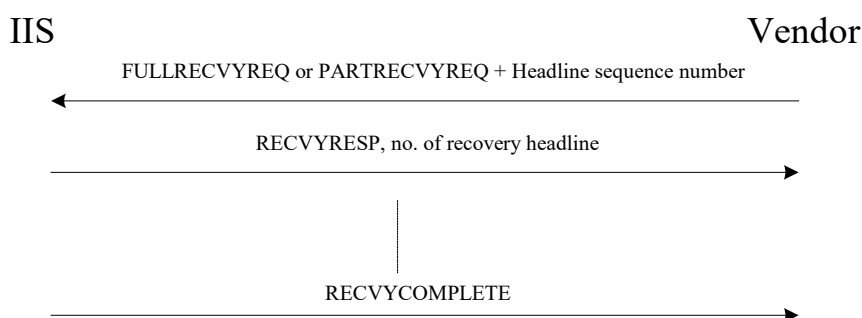 IIS
Vendor
FULLRECVYREQ or PARTRECVYREQ + Headline sequence number
RECVYRESP, no. of recovery headline
RECVYCOMPLETE